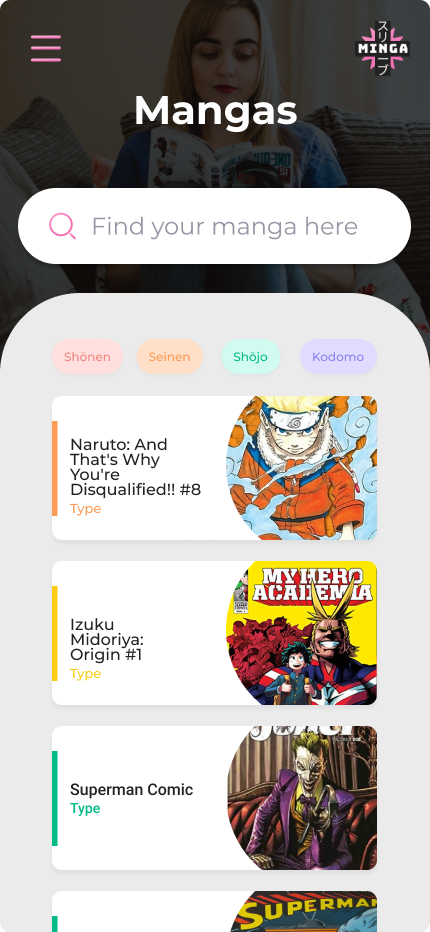 スリーブ
MINGA
Mangas
Find your manga here
Shönen
Seinen
Shōjo
Kodomo
Naruto: And
That's Why
You're
Disqualified!! #8
Type
Izuku
Midoriya:
Origin #1
Type
MY HERO
ACADEMIA
Superman Comic
Type
SUPERMAN